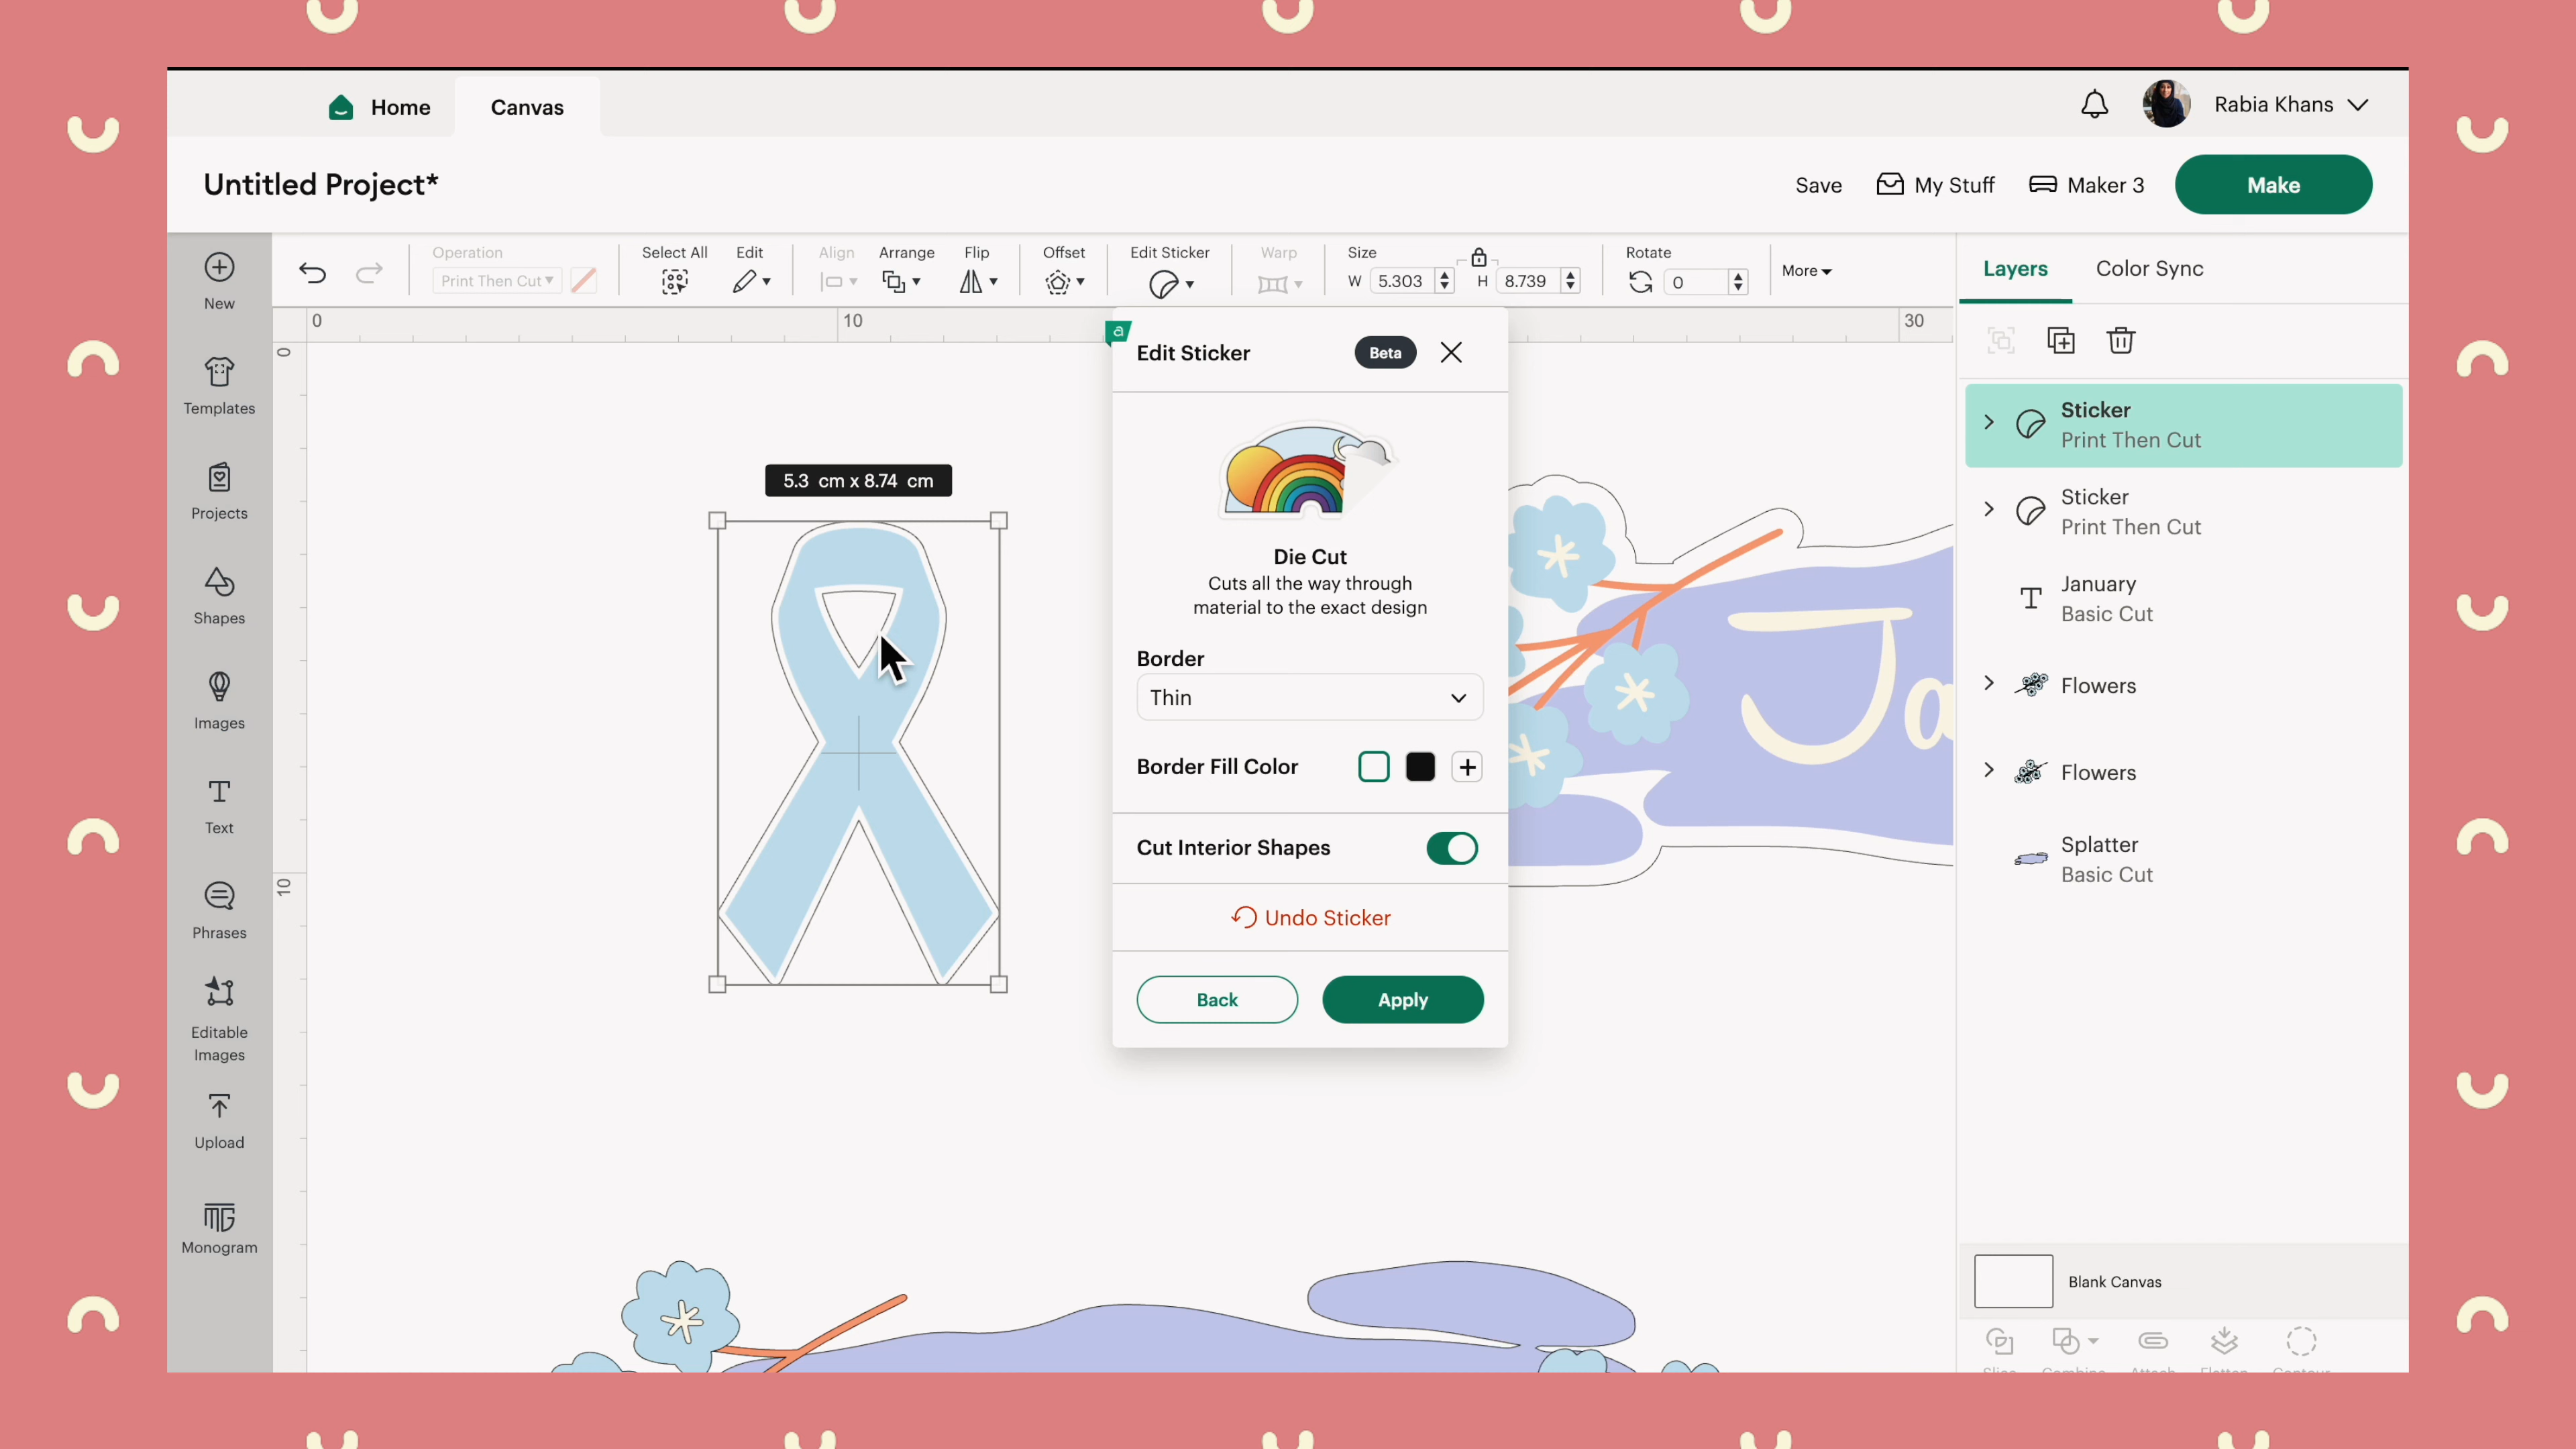 Home
Canvas
Rabia Khans
Untitled Project*
Save
My Stuff
Maker 3
Make
Operation
Print Then Cut
Select All
Edit
Align
Arrange
Flip
Offset
Edit Sticker
Warp
Size
W 5.303
H 8.739
Rotate
0
More
Layers
Color Sync
New
Templates
Projects
Shapes
Images
Text
Phrases
Editable
Images
Upload
Monogram
0
10
30
0
10
5.3 cm x 8.74 cm
a
Edit Sticker
Beta
Die Cut
Cuts all the way through
material to the exact design
Border
Thin
Border Fill Color
Cut Interior Shapes
Undo Sticker
Back
Apply
Ja
Sticker
Print Then Cut
Sticker
Print Then Cut
January
Basic Cut
Flowers
Flowers
Splatter
Basic Cut
Blank Canvas